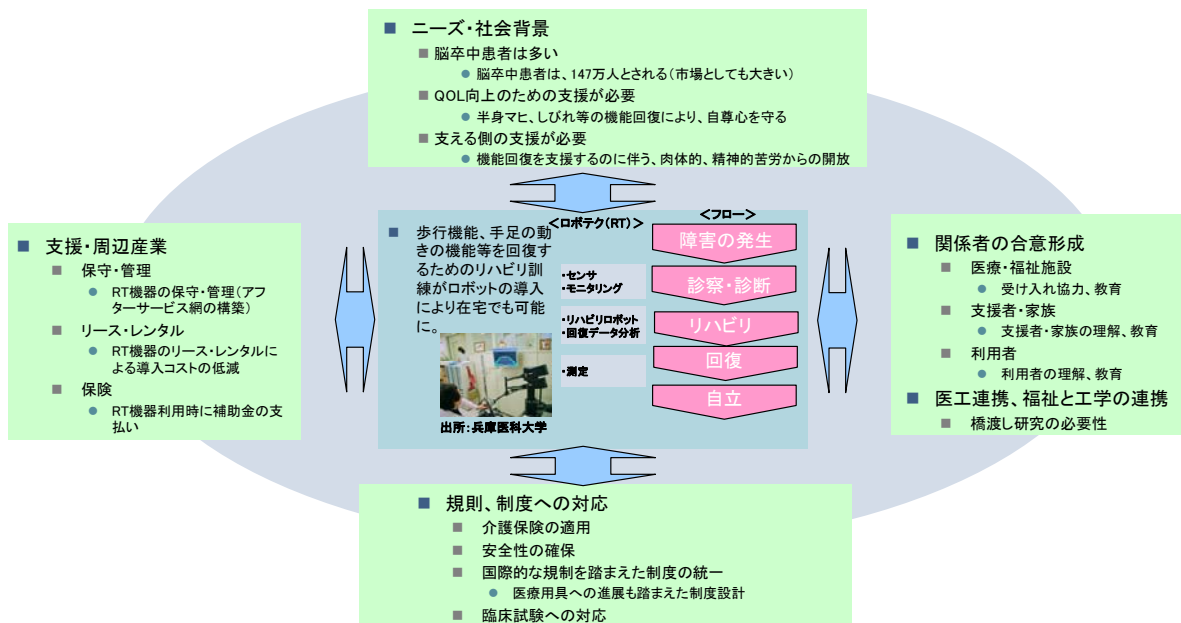 ニーズ・社会背景
脳卒中患者は多い
脳卒中患者は、147万人とされる（市場としても大きい）
QOL向上のための支援が必要
半身マヒ、しびれ等の機能回復により、自尊心を守る
支える側の支援が必要
機能回復を支援するのに伴う、肉体的、精神的苦労からの開放
支援・周辺産業
保守・管理
RT機器の保守・管理（アフ
ターサービス網の構築）
リース・レンタル
RT機器のリース・レンタルに
よる導入コストの低減
保険
RT機器利用時に補助金の支
払い
歩行機能、手足の動
きの機能等を回復す
るためのリハビリ訓
練がロボットの導入
により在宅でも可能
に。
出所：兵庫医科大学
＜ロボテク（RT）＞
・センサ
・モニタリング
・リハビリロボット
・回復データ分析
・測定
＜フロー＞
障害の発生
診察・診断
リハビリ
回復
自立
関係者の合意形成
医療・福祉施設
受け入れ協力、教育
支援者・家族
支援者・家族の理解、教育
利用者
利用者の理解、教育
医工連携、福祉と工学の連携
橋渡し研究の必要性
規則、制度への対応
介護保険の適用
安全性の確保
国際的な規制を踏まえた制度の統一
医療用具への進展も踏まえた制度設計
臨床試験への対応